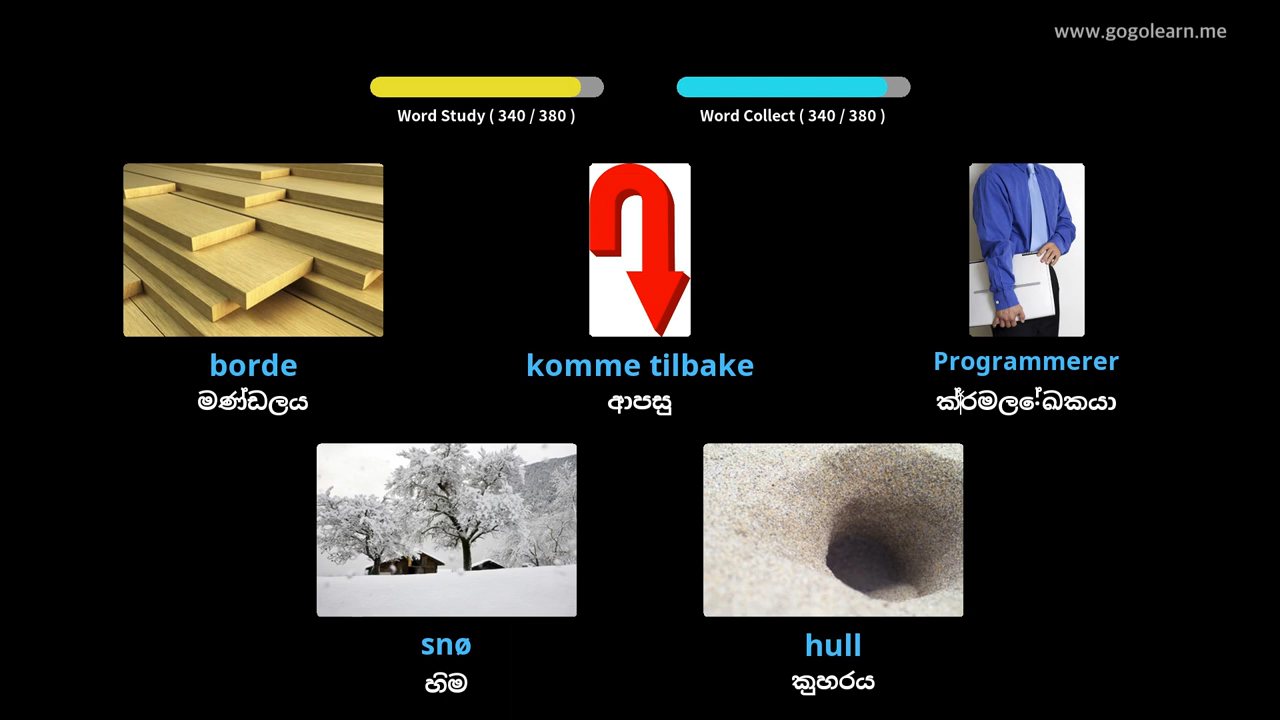 www.gogolearn.me
Word Study ( 340 / 380 )
Word Collect ( 340 / 380 )
borde
මණ්ඩලය
komme tilbake
ආපසු
Programmerer
ක්‍රමලේඛකයා
snø
හිම
hull
කුහරය